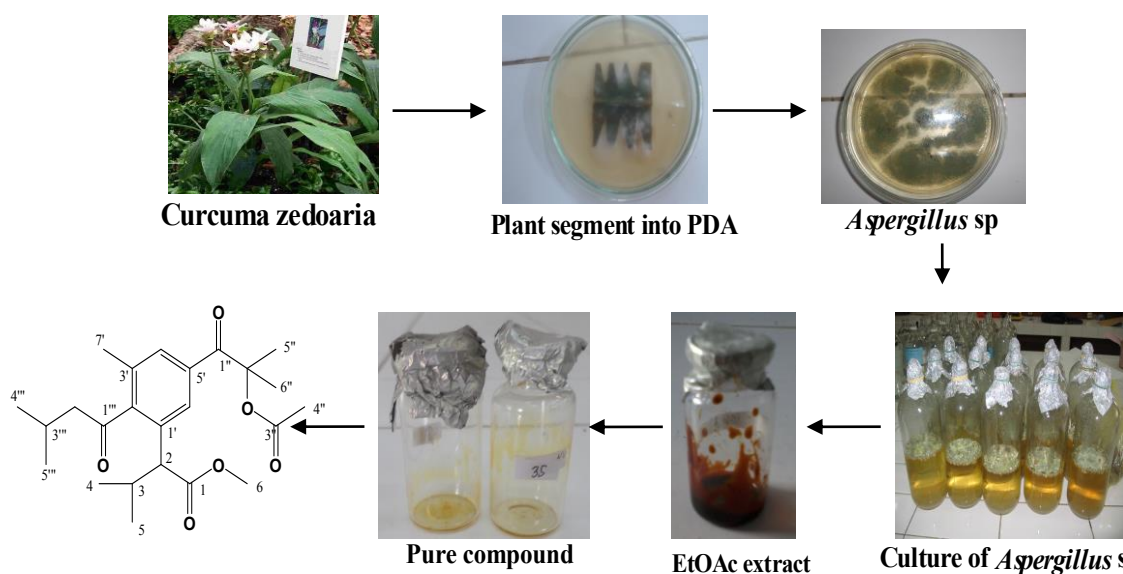 Curcuma zedoaria
Plant segment into PDA
Aspergillus sp
O
7'
3'
5'
1''
5''
6''
O
4''
3''
O
4'''
3'''
5'''
1'''
O
1'
2
4
3
5
1
O
6
O
35
Pure compound
EtOAc extract
Culture of Aspergillus s